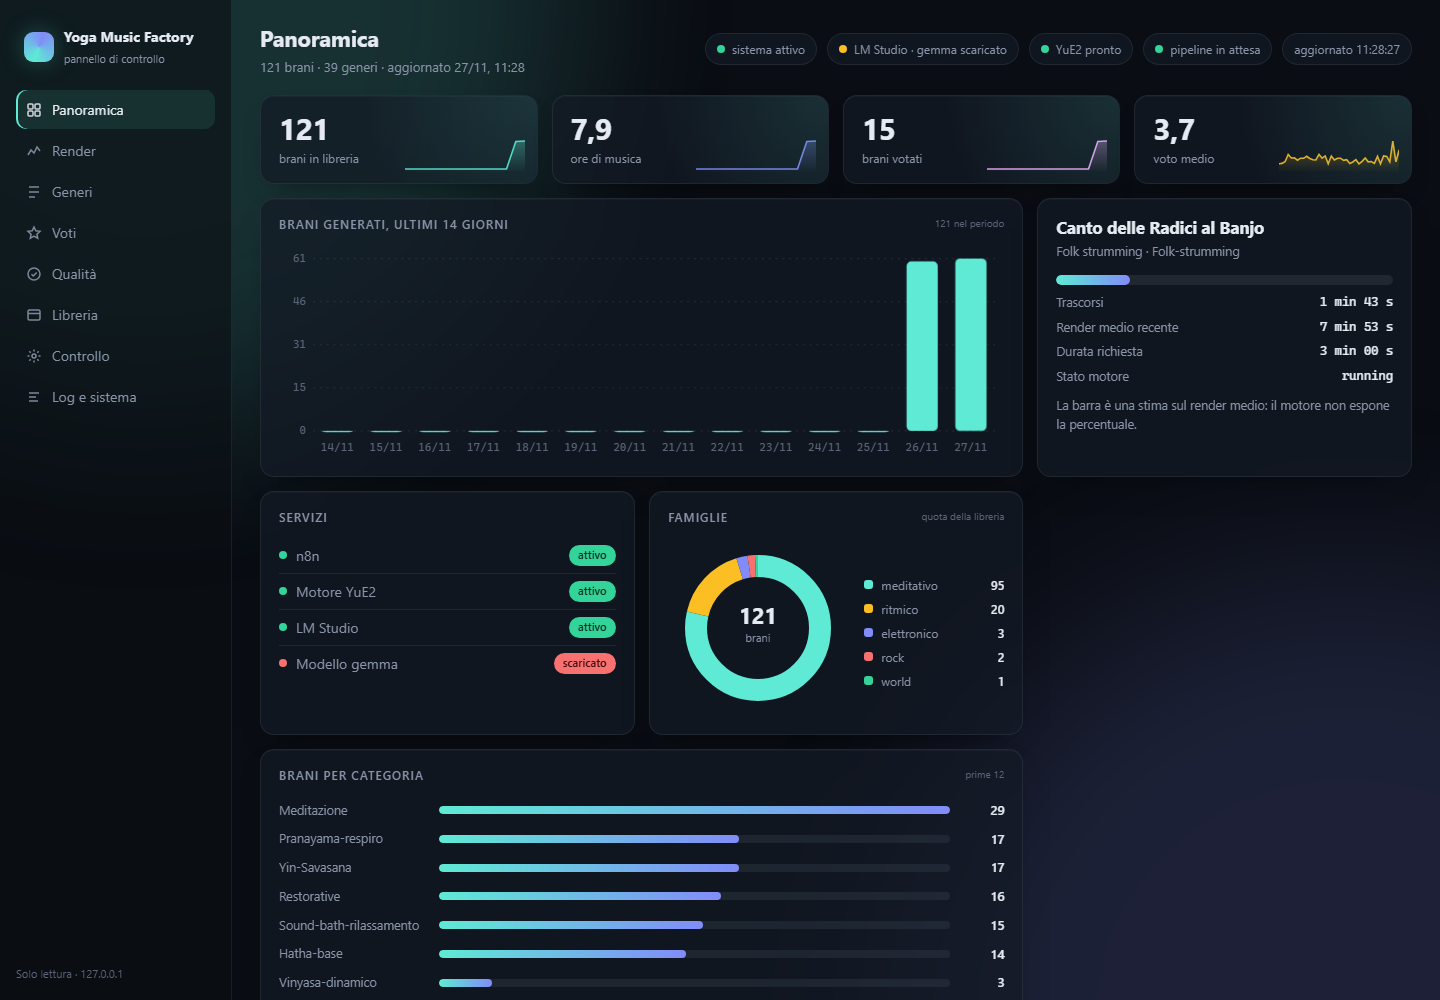 Yoga Music Factory
pannello di controllo
Panoramica
Render
Generi
Voti
Qualità
Libreria
Controllo
Log e sistema
Solo lettura · 127.0.0.1
Panoramica
121 brani · 39 generi · aggiornato 27/11, 11:28
sistema attivo
LM Studio · gemma scaricato
YuE2 pronto
pipeline in attesa
aggiornato 11:28:27
121
brani in libreria
7,9
ore di musica
15
brani votati
3,7
voto medio
BRANI GENERATI, ULTIMI 14 GIORNI
121 nel periodo
61
46
31
15
0
14/11 15/11 16/11 17/11 18/11 19/11 20/11 21/11 22/11 23/11 24/11 25/11 26/11 27/11
Canto delle Radici al Banjo
Folk strumming · Folk-strumming
Trascorsi 1 min 43 s
Render medio recente 7 min 53 s
Durata richiesta 3 min 00 s
Stato motore running
La barra è una stima sul render medio: il motore non espone
la percentuale.
SERVIZI
n8n attivo
Motore YuE2 attivo
LM Studio attivo
Modello gemma scaricato
FAMIGLIE
quota della libreria
121
brani
meditativo 95
ritmico 20
elettronico 3
rock 2
world 1
BRANI PER CATEGORIA
prime 12
Meditazione 29
Pranayama-respiro 17
Yin-Savasana 17
Restorative 16
Sound-bath-rilassamento 15
Hatha-base 14
Vinyasa-dinamico 3